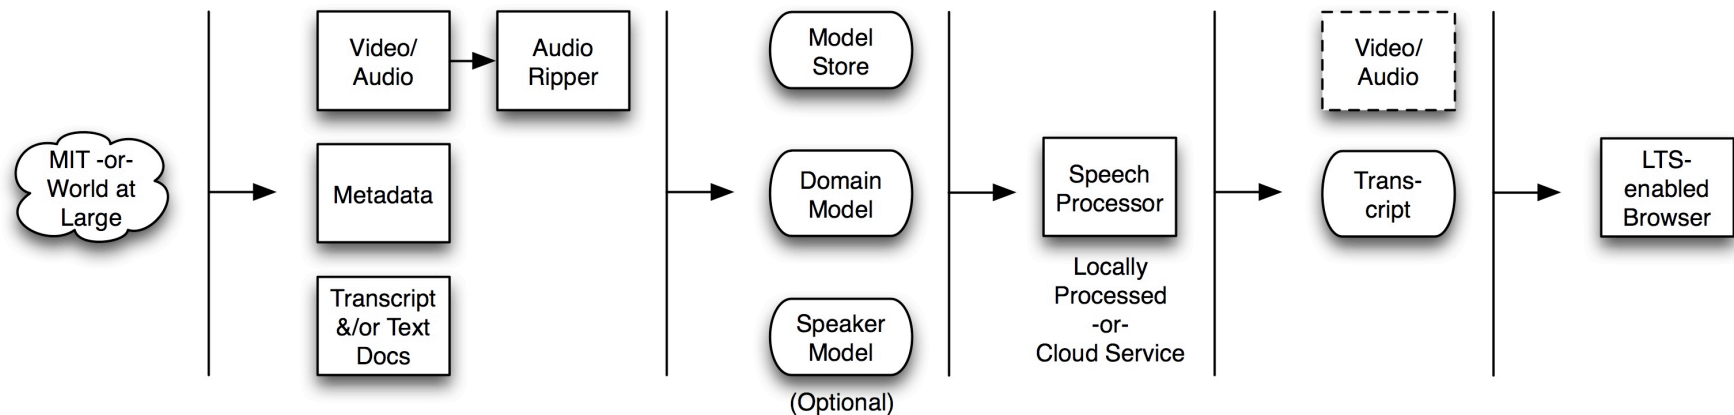 MIT -or-
World at
Large
Video/
Audio
Audio
Ripper
Metadata
Transcript
&/or Text
Docs
Model
Store
Domain
Model
Speaker
Model
(Optional)
Speech
Processor
Locally
Processed
-or-
Cloud Service
Video/
Audio
Trans-
cript
LTS-
enabled
Browser